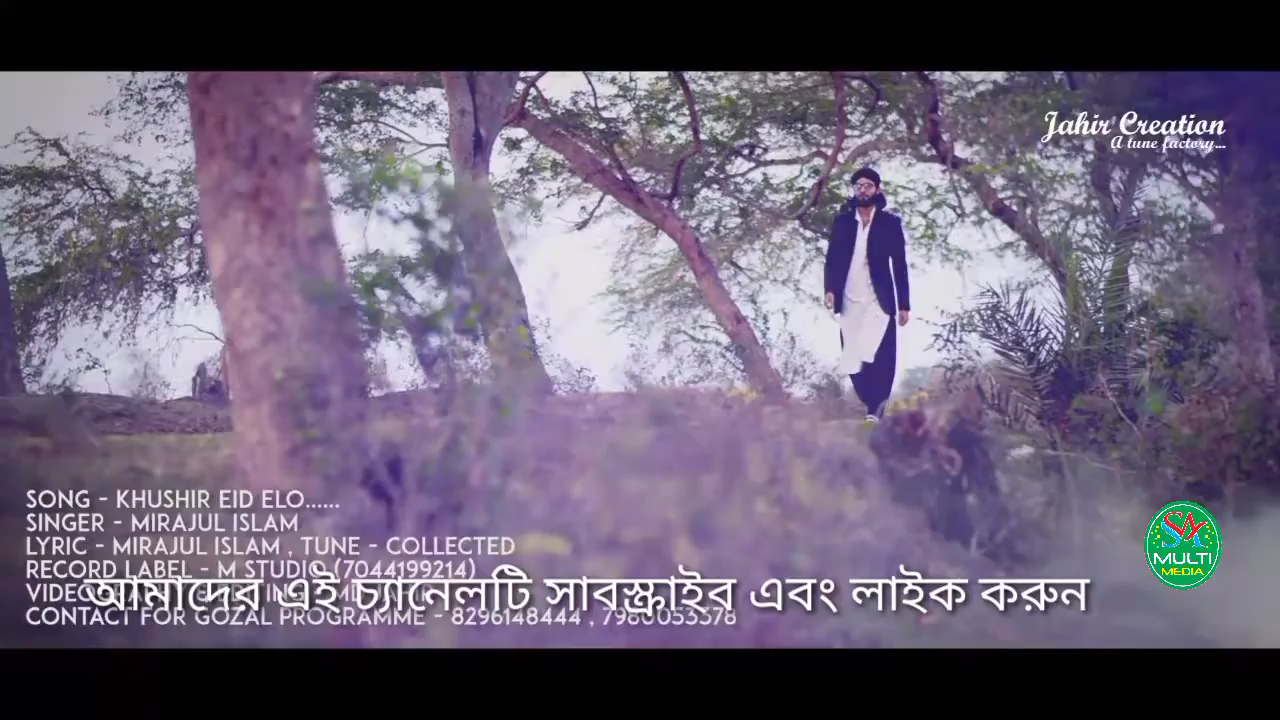 Jahir Creation
A tune factory...
SONG - KHUSHIR EID ELO......
SINGER - MIRAJUL ISLAM
LYRIC - MIRAJUL ISLAM , TUNE - COLLECTED
RECORD LABEL - M STUDIO (7044199214)
আমাদের এই চ্যানেলটি সাবস্ক্রাইব এবং লাইক করুন
CONTACT FOR GOZAL PROGRAMME - 8296148444 ,
SA
MULTI
MEDIA